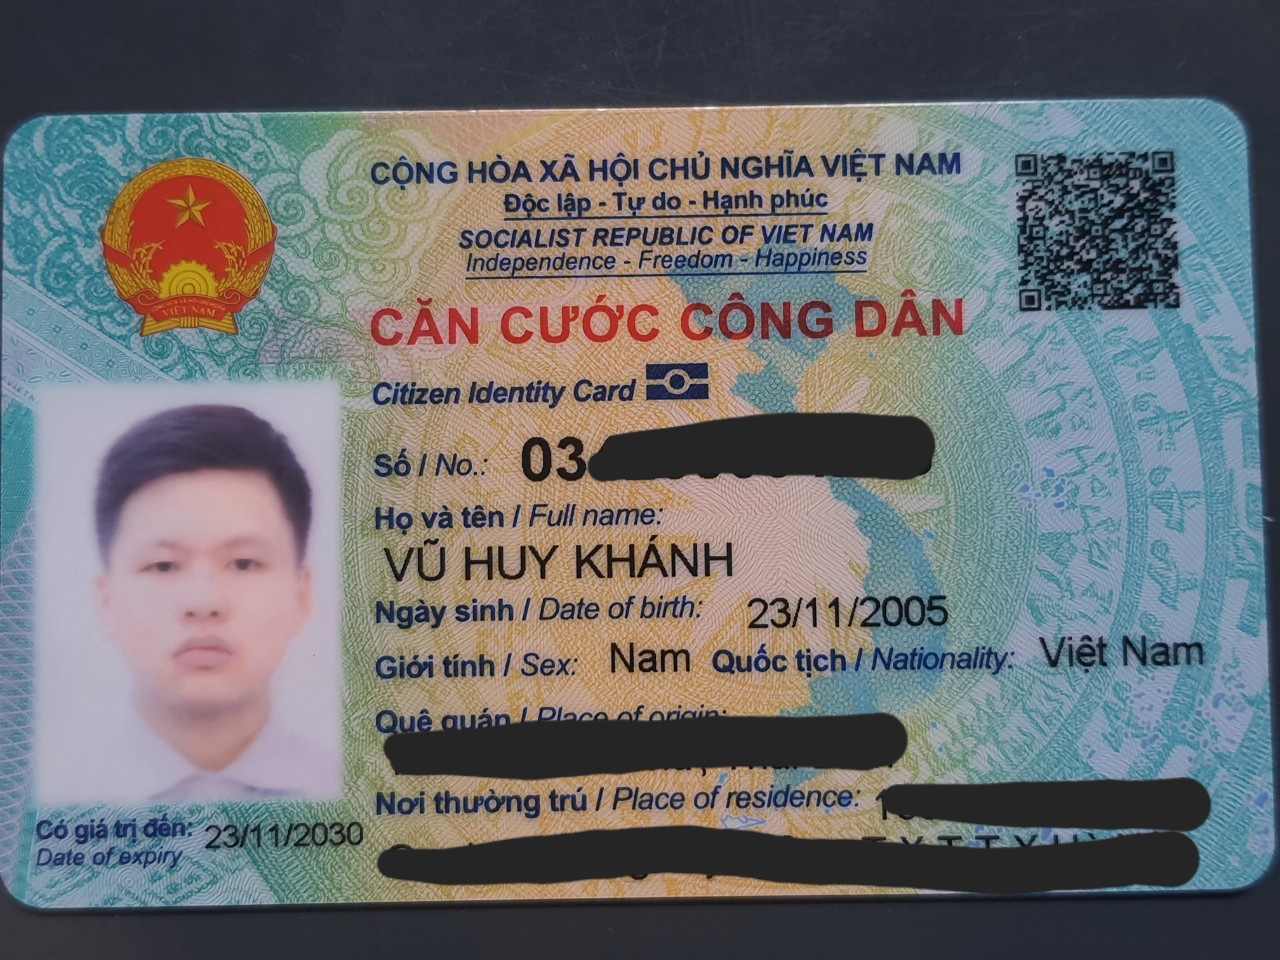 CỘNG HÒA XÃ HỘI CHỦ NGHĨA VIỆT NAM
Độc lập - Tự do - Hạnh phúc
SOCIALIST REPUBLIC OF VIET NAM
Independence - Freedom - Happiness
CĂN CƯỚC CÔNG DÂN
Citizen Identity Card
Số / No.: 03
Họ và tên / Full name:
VŨ HUY KHÁNH
Ngày sinh / Date of birth: 23/11/2005
Giới tính / Sex: Nam Quốc tịch / Nationality: Việt Nam
Quê quán / Place of origin:
Nơi thường trú / Place of residence:
Có giá trị đến: 23/11/2030
Date of expiry
VIỆT NAM